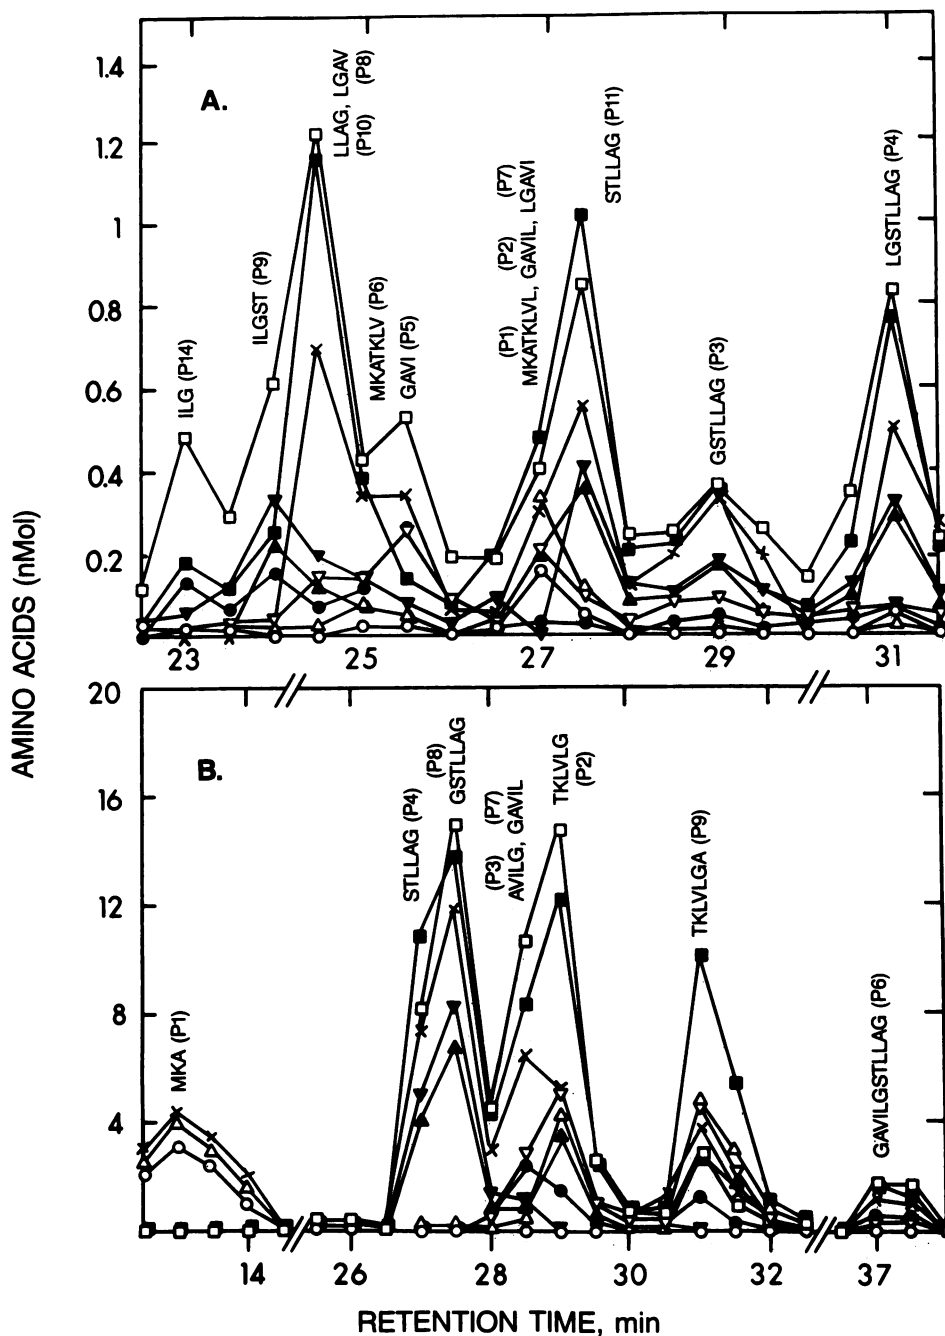 A.
1.4
1.2
1
0.8
0.6
0.4
0.2
ILG (P14)
ILGST (P9)
LLAG, LGAV
(P10) (P8)
MKATKLV (P6)
GAVI (P5)
MKATKLVL, GAVIL, LGAVI
(P1) (P2) (P7)
STLLAG (P11)
GSTLLAG (P3)
LGSTLLAG (P4)
23 25 27 29 31
AMINO ACIDS (nMol)
B.
20
16
12
8
4
MKA (P1)
STLLAG (P4)
(P8)
GSTLLAG
(P3) (P7)
AVILG, GAVIL
TKLVLG
(P2)
TKLVLGA (P9)
GAVILGSTLLAG (P6)
14 26 28 30 32 37
RETENTION TIME, min